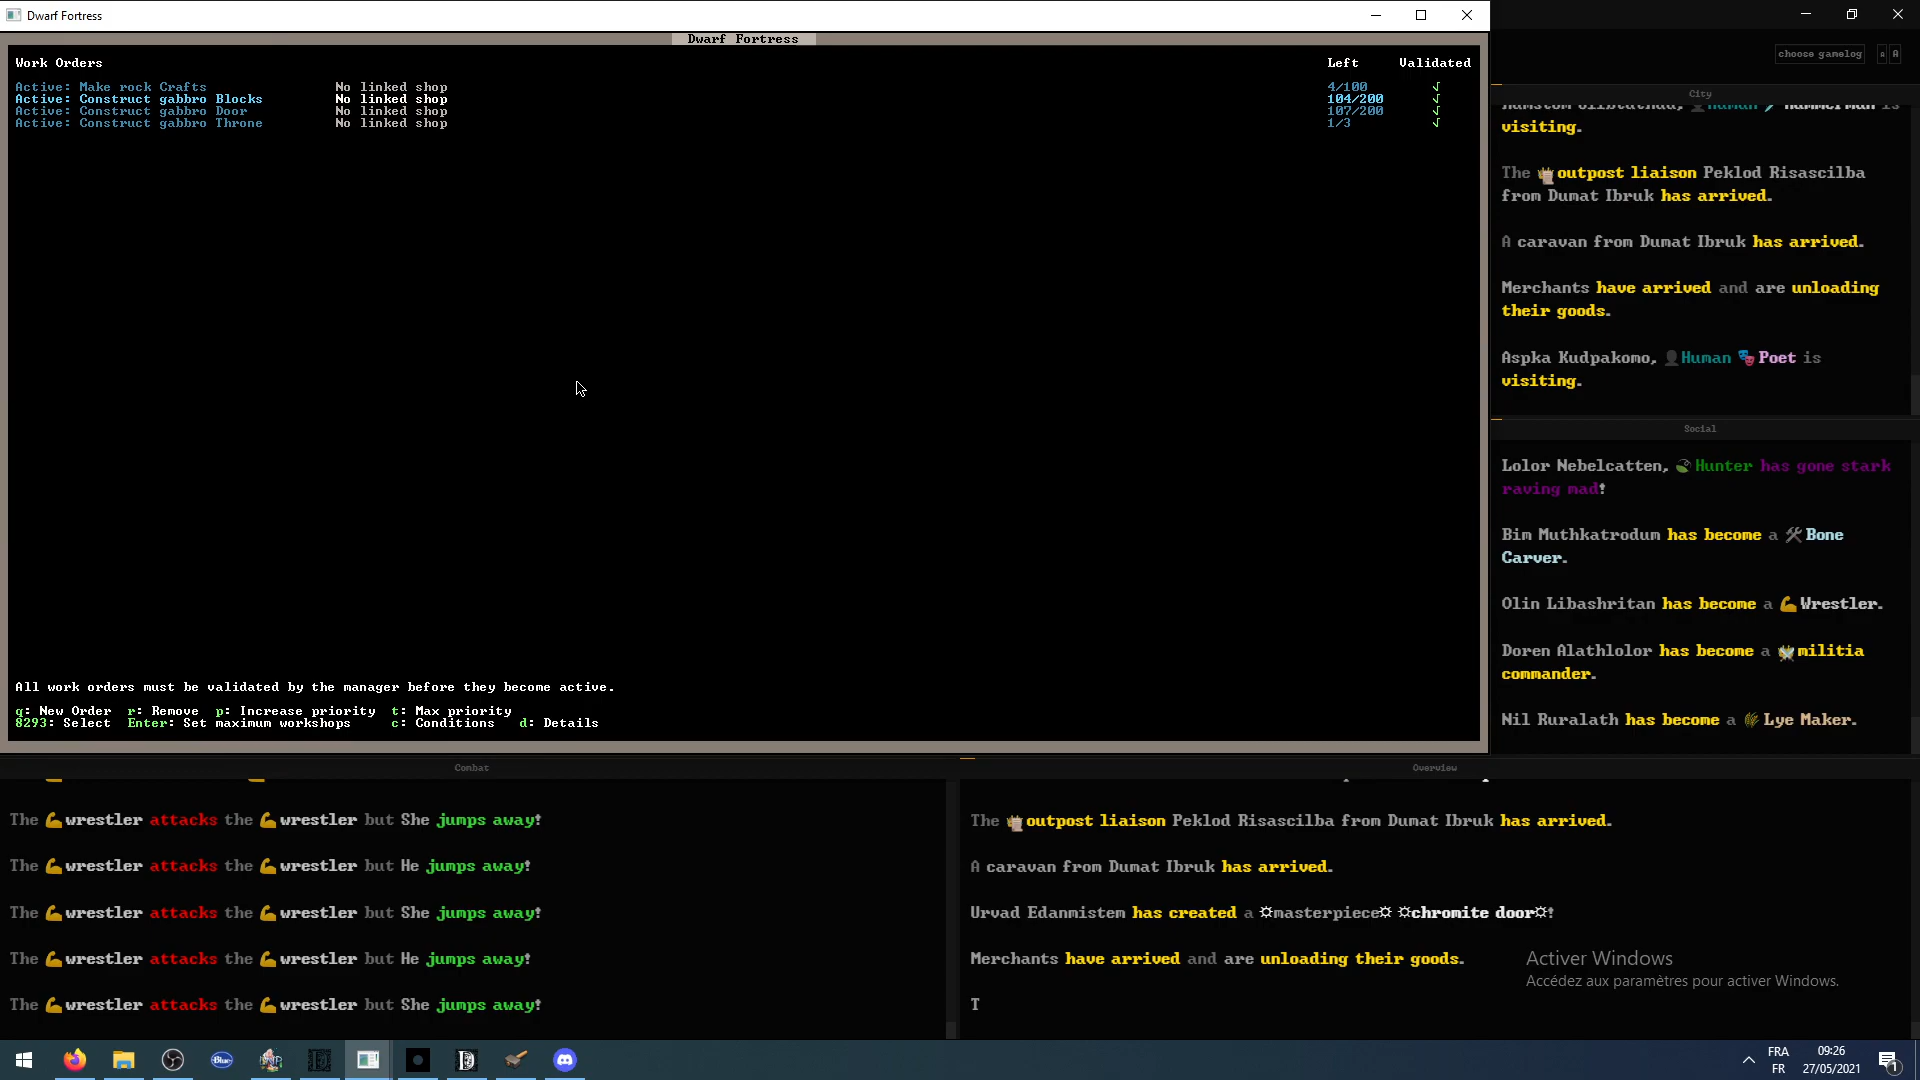 Dwarf Fortress
Dwarf Fortress
Work Orders Left Validated
Active: Make rock Crafts No linked shop 4/100 √
Active: Construct gabbro Blocks No linked shop 104/200 √
Active: Construct gabbro Door No linked shop 107/200 √
Active: Construct gabbro Throne No linked shop 1/3 √
All work orders must be validated by the manager before they become active.
q: New Order r: Remove p: Increase priority t: Max priority
8293: Select Enter: Set maximum workshops c: Conditions d: Details
choose gamelog
A
City
visiting.
The outpost liaison Peklod Risascilba
from Dumat Ibruk has arrived.
A caravan from Dumat Ibruk has arrived.
Merchants have arrived and are unloading
their goods.
Aspka Kudpakomo, Human Poet is
visiting.
Social
Lolor Nebelcatten, Hunter has gone stark
raving mad!
Bim Muthkatrodum has become a Bone
Carver.
Olin Libashritan has become a Wrestler.
Doren Alathlolor has become a militia
commander.
Nil Ruralath has become a Lye Maker.
Combat
The wrestler attacks the wrestler but She jumps away!
The wrestler attacks the wrestler but He jumps away!
The wrestler attacks the wrestler but She jumps away!
The wrestler attacks the wrestler but He jumps away!
The wrestler attacks the wrestler but She jumps away!
Overview
The outpost liaison Peklod Risascilba from Dumat Ibruk has arrived.
A caravan from Dumat Ibruk has arrived.
Urvad Edanmistem has created a ☼masterpiece☼ ☼chromite door☼!
Merchants have arrived and are unloading their goods.
T
Activer Windows
Accédez aux paramètres pour activer Windows.
Blue
FRA
FR
09:26
27/05/2021
1